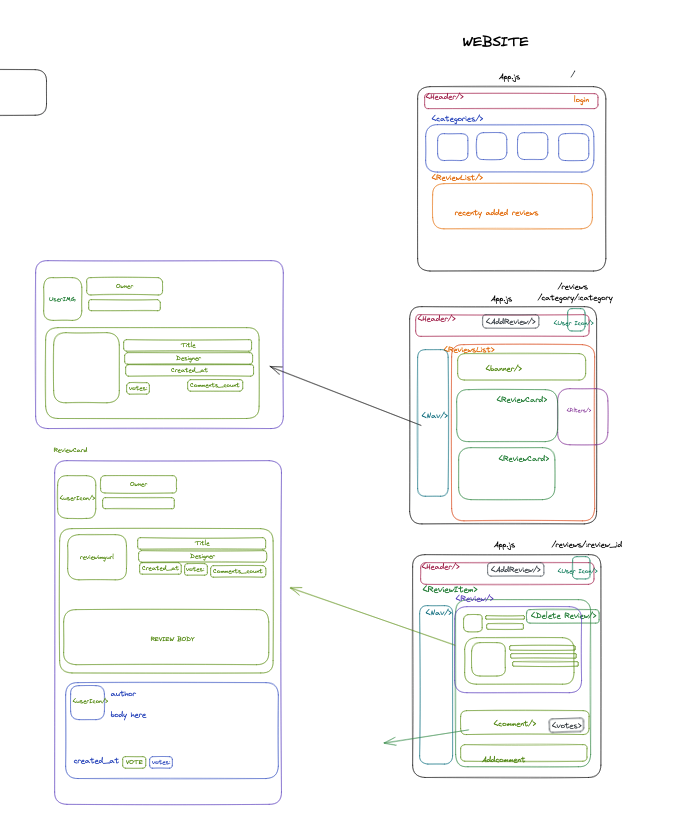 WEBSITE
App.js
/
<Header/>
login
<categories/>
<ReviewList/>
recenty added reviews
/reviews
App.js
/category/:category
<Header/>
<AddReview/>
<User Icon/>
<ReviewsList>
<banner/>
<Nav/>
<ReviewCard/>
<Filters/>
<ReviewCard/>
UserIMG
Owner
Title
Designer
Created_at
votes:
Comments_count
ReviewCard
<userIcon/>
Owner
reviewimgurl
Title
Designer
Created_at
votes:
Comments_count
REVIEW BODY
<userIcon/>
author
body here
created_at
VOTE
votes:
App.js
/reviews/:review_id
<Header/>
<AddReview/>
<User Icon/>
<ReviewItem>
<Review/>
<Nav/>
<Delete Review/>
<comment/>
<votes>
Addcomment